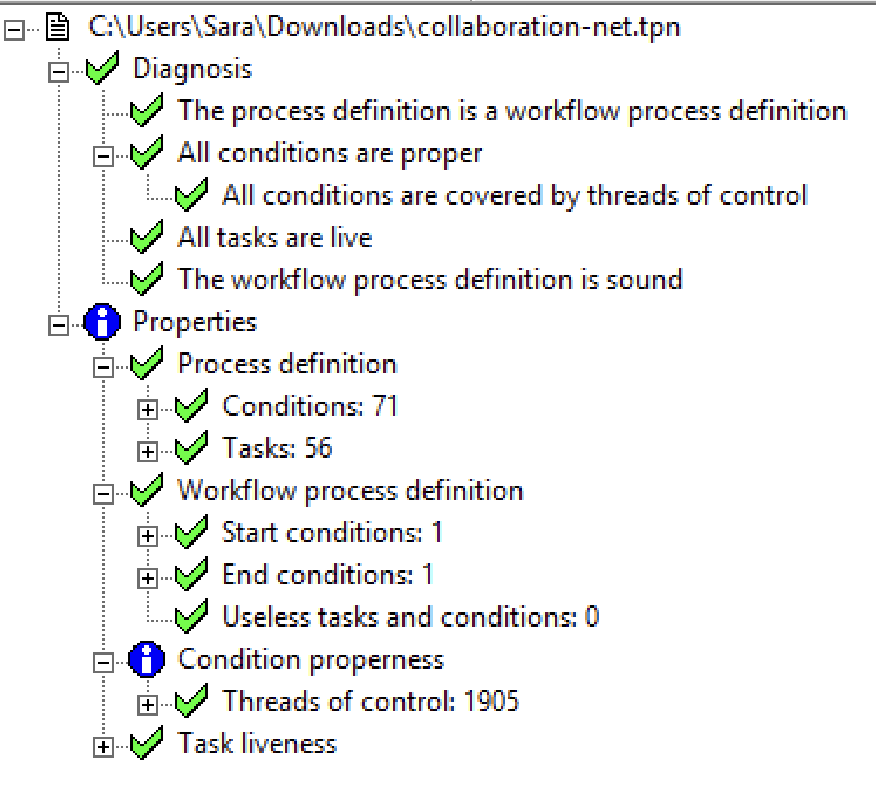 C:\Users\Sara\Downloads\collaboration-net.tpn
Diagnosis
The process definition is a workflow process definition
All conditions are proper
All conditions are covered by threads of control
All tasks are live
The workflow process definition is sound
Properties
Process definition
Conditions: 71
Tasks: 56
Workflow process definition
Start conditions: 1
End conditions: 1
Useless tasks and conditions: 0
Condition properness
Threads of control: 1905
Task liveness